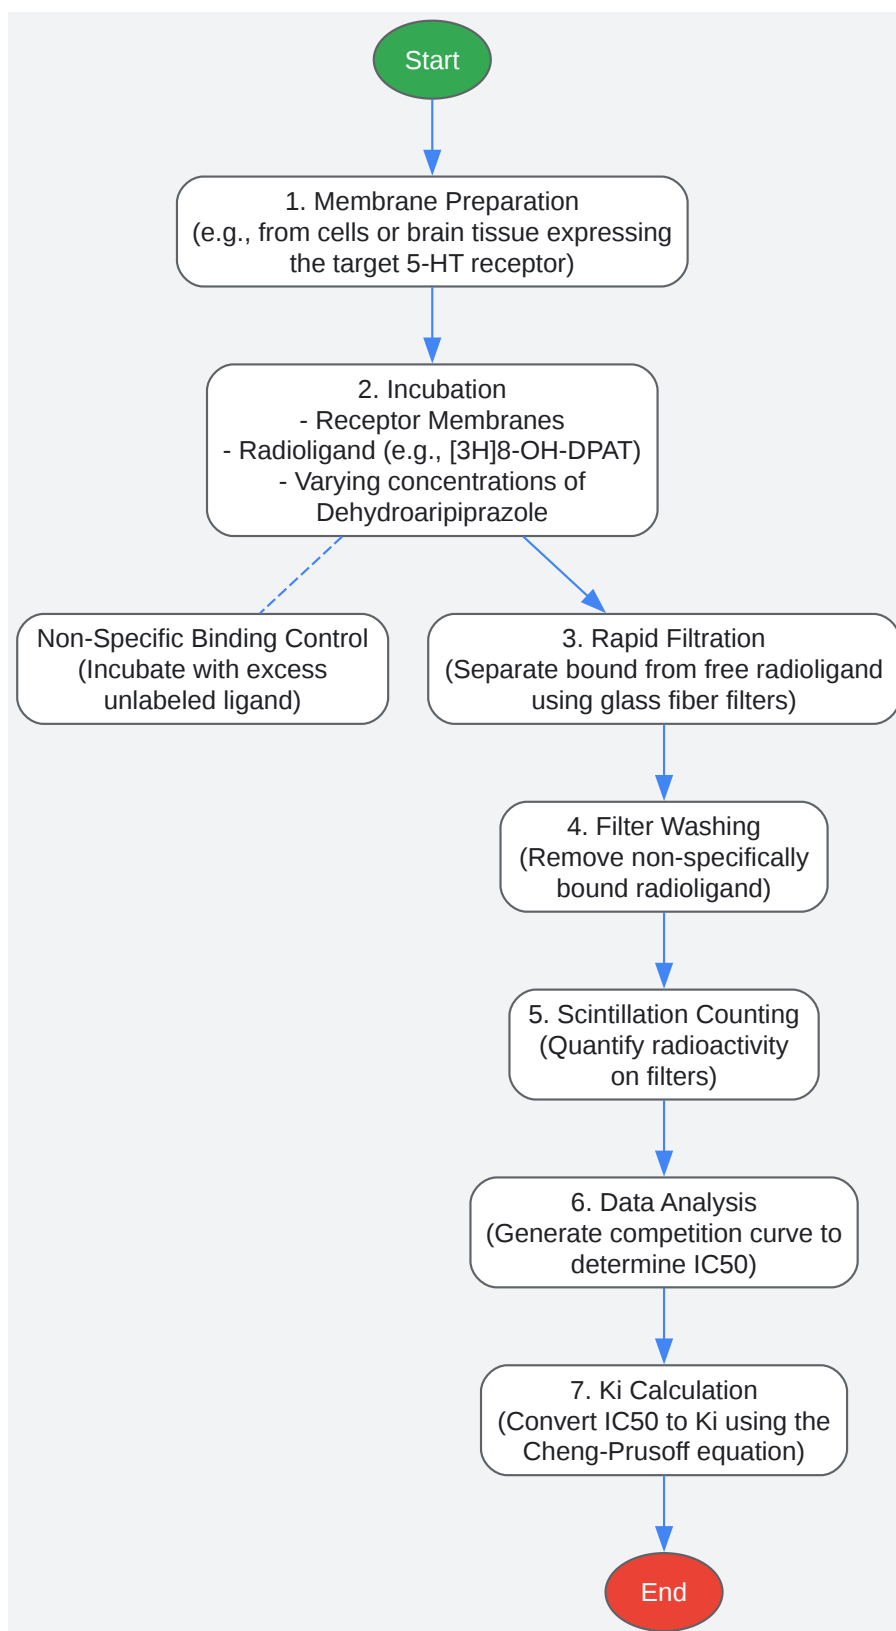 Start
1. Membrane Preparation
(e.g., from cells or brain tissue expressing
the target 5-HT receptor)
2. Incubation
- Receptor Membranes
- Radioligand (e.g., [3H]8-OH-DPAT)
- Varying concentrations of
Dehydroaripiprazole
Non-Specific Binding Control
(Incubate with excess
unlabeled ligand)
3. Rapid Filtration
(Separate bound from free radioligand
using glass fiber filters)
4. Filter Washing
(Remove non-specifically
bound radioligand)
5. Scintillation Counting
(Quantify radioactivity
on filters)
6. Data Analysis
(Generate competition curve to
determine IC50)
7. Ki Calculation
(Convert IC50 to Ki using the
Cheng-Prusoff equation)
End